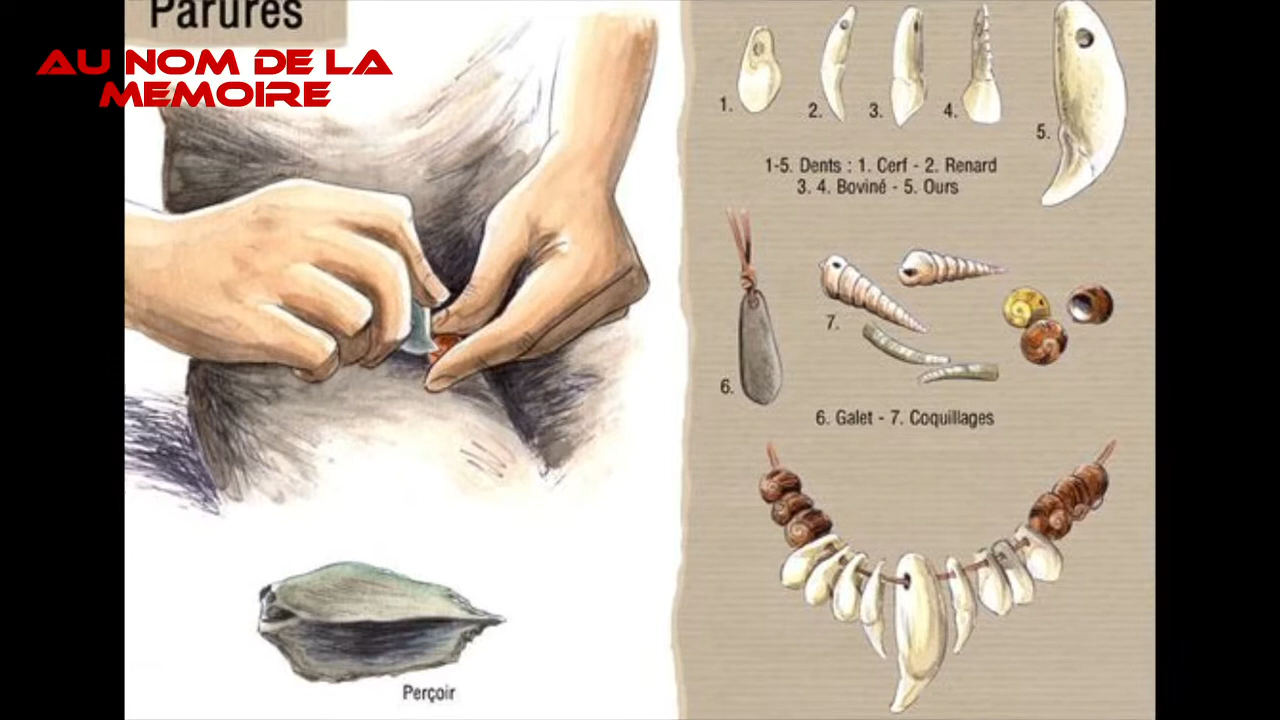 Parures
AU NOM DE LA
MEMOIRE
1.
2.
3.
4.
5.
1-5. Dents : 1. Cerf - 2. Renard
3. 4. Boviné - 5. Ours
6.
7.
6. Galet - 7. Coquillages
Perçoir